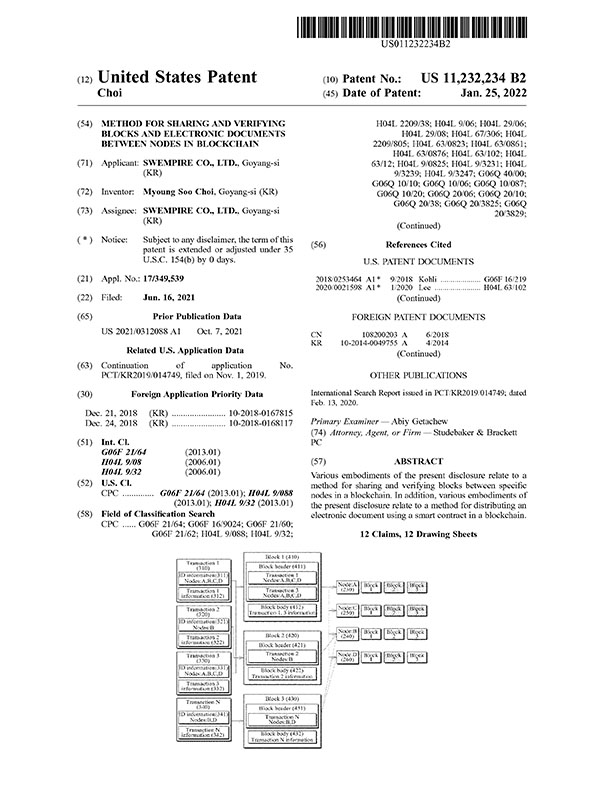 US011232234B2
(12) United States Patent
Choi
(10) Patent No.: US 11,232,234 B2
(45) Date of Patent: Jan. 25, 2022
(54) METHOD FOR SHARING AND VERIFYING
BLOCKS AND ELECTRONIC DOCUMENTS
BETWEEN NODES IN BLOCKCHAIN
(71) Applicant: SWEMPIRE CO., LTD., Goyang-si
(KR)
(72) Inventor: Myoung Soo Choi, Goyang-si (KR)
(73) Assignee: SWEMPIRE CO., LTD., Goyang-si
(KR)
( * ) Notice: Subject to any disclaimer, the term of this
patent is extended or adjusted under 35
U.S.C. 154(b) by 0 days.
(21) Appl. No.: 17/349,539
(22) Filed: Jun. 16, 2021
(65) Prior Publication Data
US 2021/0312088 A1 Oct. 7, 2021
Related U.S. Application Data
(63) Continuation of application No.
PCT/KR2019/014749, filed on Nov. 1, 2019.
(30) Foreign Application Priority Data
Dec. 21, 2018 (KR) ........................ 10-2018-0167815
Dec. 24, 2018 (KR) ........................ 10-2018-0168117
(51) Int. Cl.
G06F 21/64 (2013.01)
H04L 9/08 (2006.01)
H04L 9/32 (2006.01)
(52) U.S. Cl.
CPC ............. G06F 21/64 (2013.01); H04L 9/088
(2013.01); H04L 9/32 (2013.01)
(58) Field of Classification Search
CPC ...... G06F 21/64; G06F 16/9024; G06F 21/60;
G06F 21/62; H04L 9/088; H04L 9/32;
H04L 2209/38; H04L 9/06; H04L 29/06;
H04L 29/08; H04L 67/306; H04L
2209/805; H04L 63/0823; H04L 63/0861;
H04L 63/0876; H04L 63/102; H04L
63/12; H04L 9/0825; H04L 9/3231; H04L
9/3239; H04L 9/3247; G06Q 40/00;
G06Q 10/10; G06Q 10/06; G06Q 10/087;
G06Q 10/20; G06Q 20/06; G06Q 20/10;
G06Q 20/38; G06Q 20/3825; G06Q
20/3829;
(Continued)
(56) References Cited
U.S. PATENT DOCUMENTS
2018/0253464 A1* 9/2018 Kohli .................... G06F 16/219
2020/0021598 A1* 1/2020 Lee ...................... H04L 63/102
(Continued)
FOREIGN PATENT DOCUMENTS
CN 108200203 A 6/2018
KR 10-2014-0049755 A 4/2014
(Continued)
OTHER PUBLICATIONS
International Search Report issued in PCT/KR2019/014749; dated
Feb. 13, 2020.
Primary Examiner — Abiy Getachew
(74) Attorney, Agent, or Firm — Studebaker & Brackett
PC
(57) ABSTRACT
Various embodiments of the present disclosure relate to a
method for sharing and verifying blocks between specific
nodes in a blockchain. In addition, various embodiments of
the present disclosure relate to a method for distributing an
electronic document using a smart contract in a blockchain.
12 Claims, 12 Drawing Sheets
Transaction 1
(310)
ID information(311)
Nodes A,B,C,D
Transaction 1
information (312)
Transaction 2
(320)
ID information(321)
Nodes B
Transaction 2
information (322)
Transaction 3
(330)
ID information(331)
Nodes A,B,C,D
Transaction 3
information (332)
Transaction N
(340)
ID information(341)
Nodes B,D
Transaction N
information (342)
Block 1 (410)
Block header (411)
Transaction 1
Nodes A,B,C,D
Transaction 3
Nodes A,B,C,D
Block body (412)
Transaction 1, 3 information
Block 2 (420)
Block header (421)
Transaction 2
Nodes B
Block body (422)
Transaction 2 information
Block 3 (430)
Block header (431)
Transaction N
Nodes B,D
Block body (432)
Transaction N information
Node A
Block 1
Block 2
Block 3
Node C
Block 1
Block 2
Block 3
Node B
(240)
Block 1
Block 2
Block 3
Node D
(260)
Block 1
Block 2
Block 3